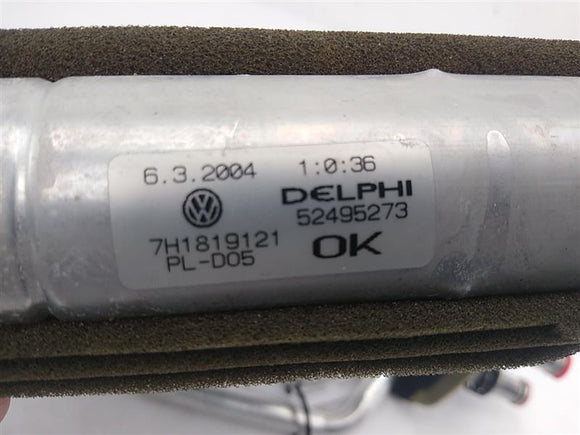 6.3.2004 1:0:36
DELPHI
52495273
7H1819121
PL-D05
OK